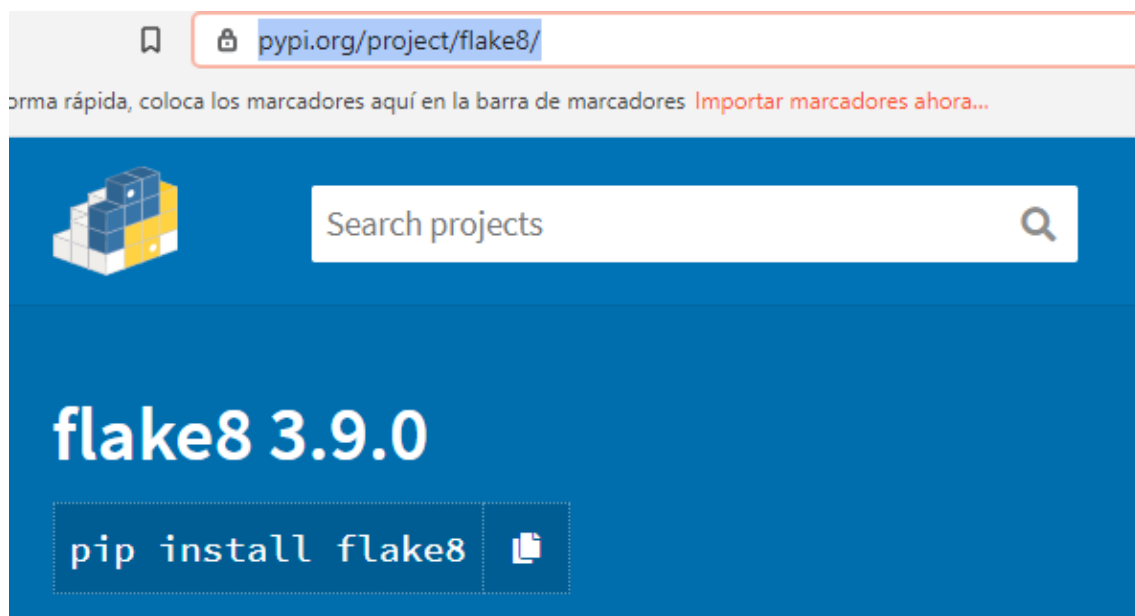 pypi.org/project/flake8/
orma rápida, coloca los marcadores aquí en la barra de marcadores Importar marcadores ahora...
Search projects
flake8 3.9.0
pip install flake8